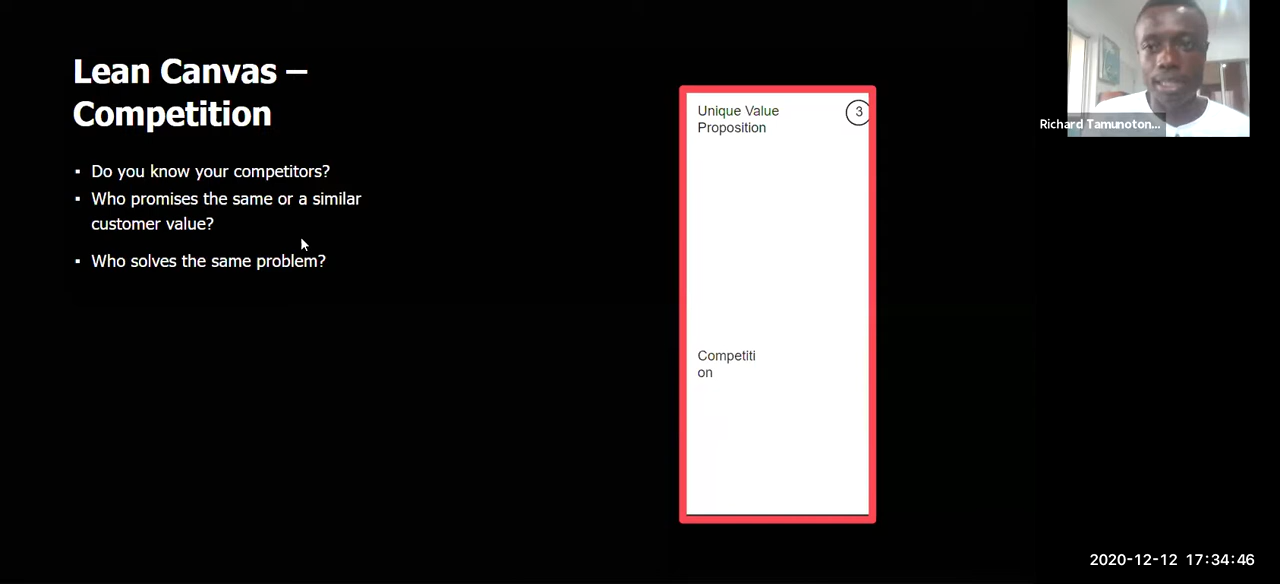 Lean Canvas –
Competition
▪ Do you know your competitors?
▪ Who promises the same or a similar
customer value?
▪ Who solves the same problem?
Unique Value
Proposition
3
Competiti
on
Richard Tamunoton...
2020-12-12 17:34:46